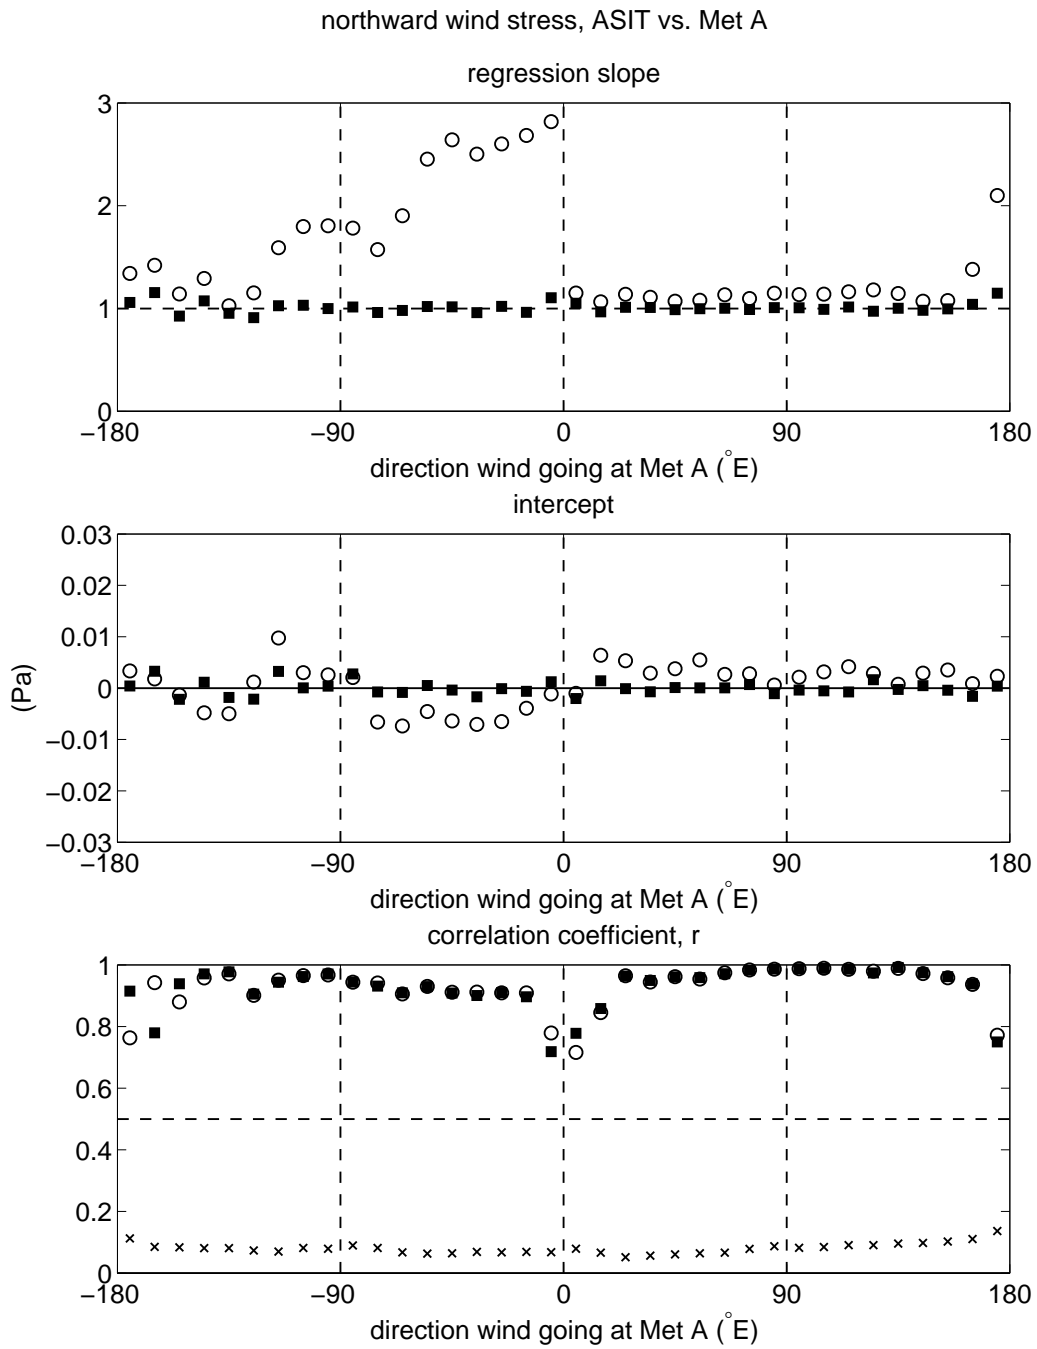 northward wind stress, ASIT vs. Met A
regression slope
3
2
1
0
−180 −90 0 90 180
direction wind going at Met A (°E)
intercept
0.03
0.02
0.01
0
−0.01
−0.02
−0.03
(Pa)
−180 −90 0 90 180
direction wind going at Met A (°E)
correlation coefficient, r
1
0.8
0.6
0.4
0.2
0
−180 −90 0 90 180
direction wind going at Met A (°E)